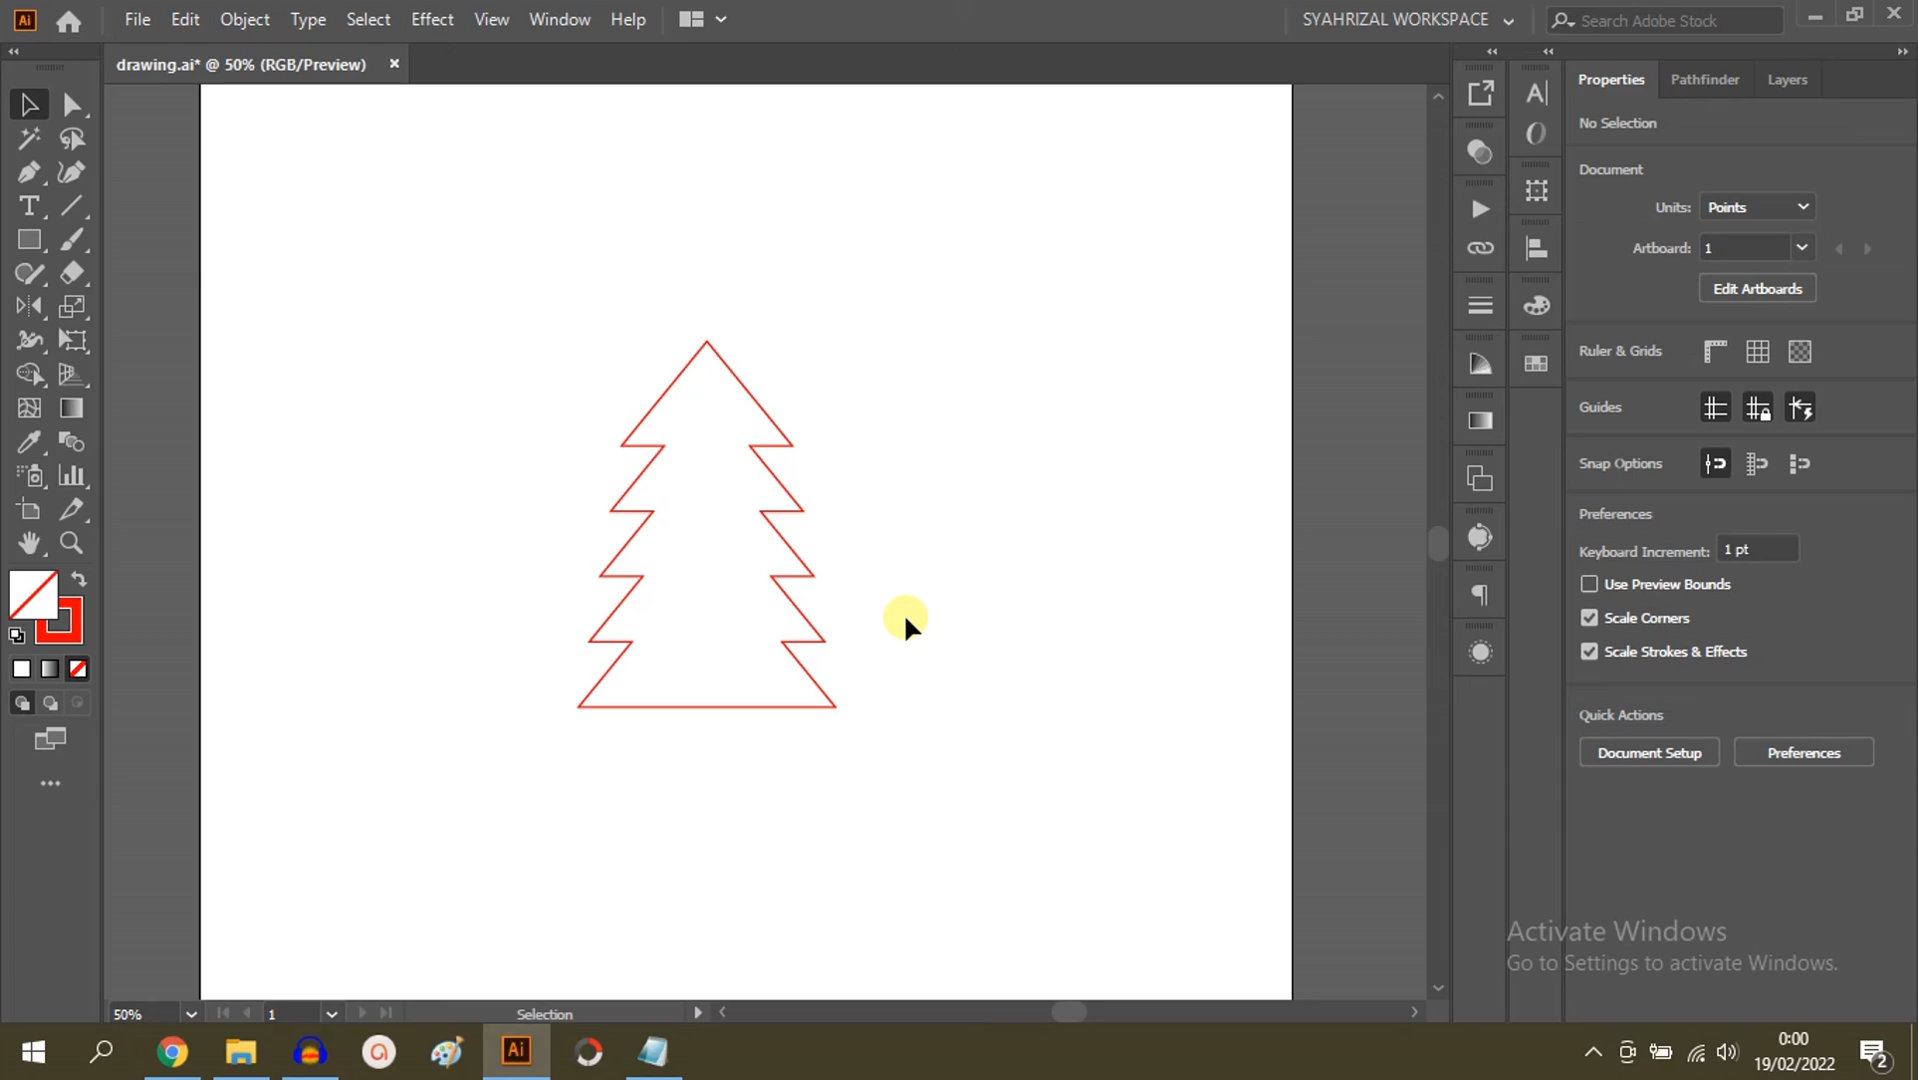 Ai File Edit Object Type Select Effect View Window Help SYAHRIZAL WORKSPACE Search Adobe Stock
drawing.ai* @ 50% (RGB/Preview)
Properties Pathfinder Layers
No Selection
Document
Units: Points
Artboard: 1
Edit Artboards
Ruler & Grids
Guides
Snap Options
Preferences
Keyboard Increment: 1 pt
Use Preview Bounds
Scale Corners
Scale Strokes & Effects
Quick Actions
Document Setup Preferences
Activate Windows
Go to Settings to activate Windows.
50% 1 Selection
Ai
0:00
19/02/2022
2